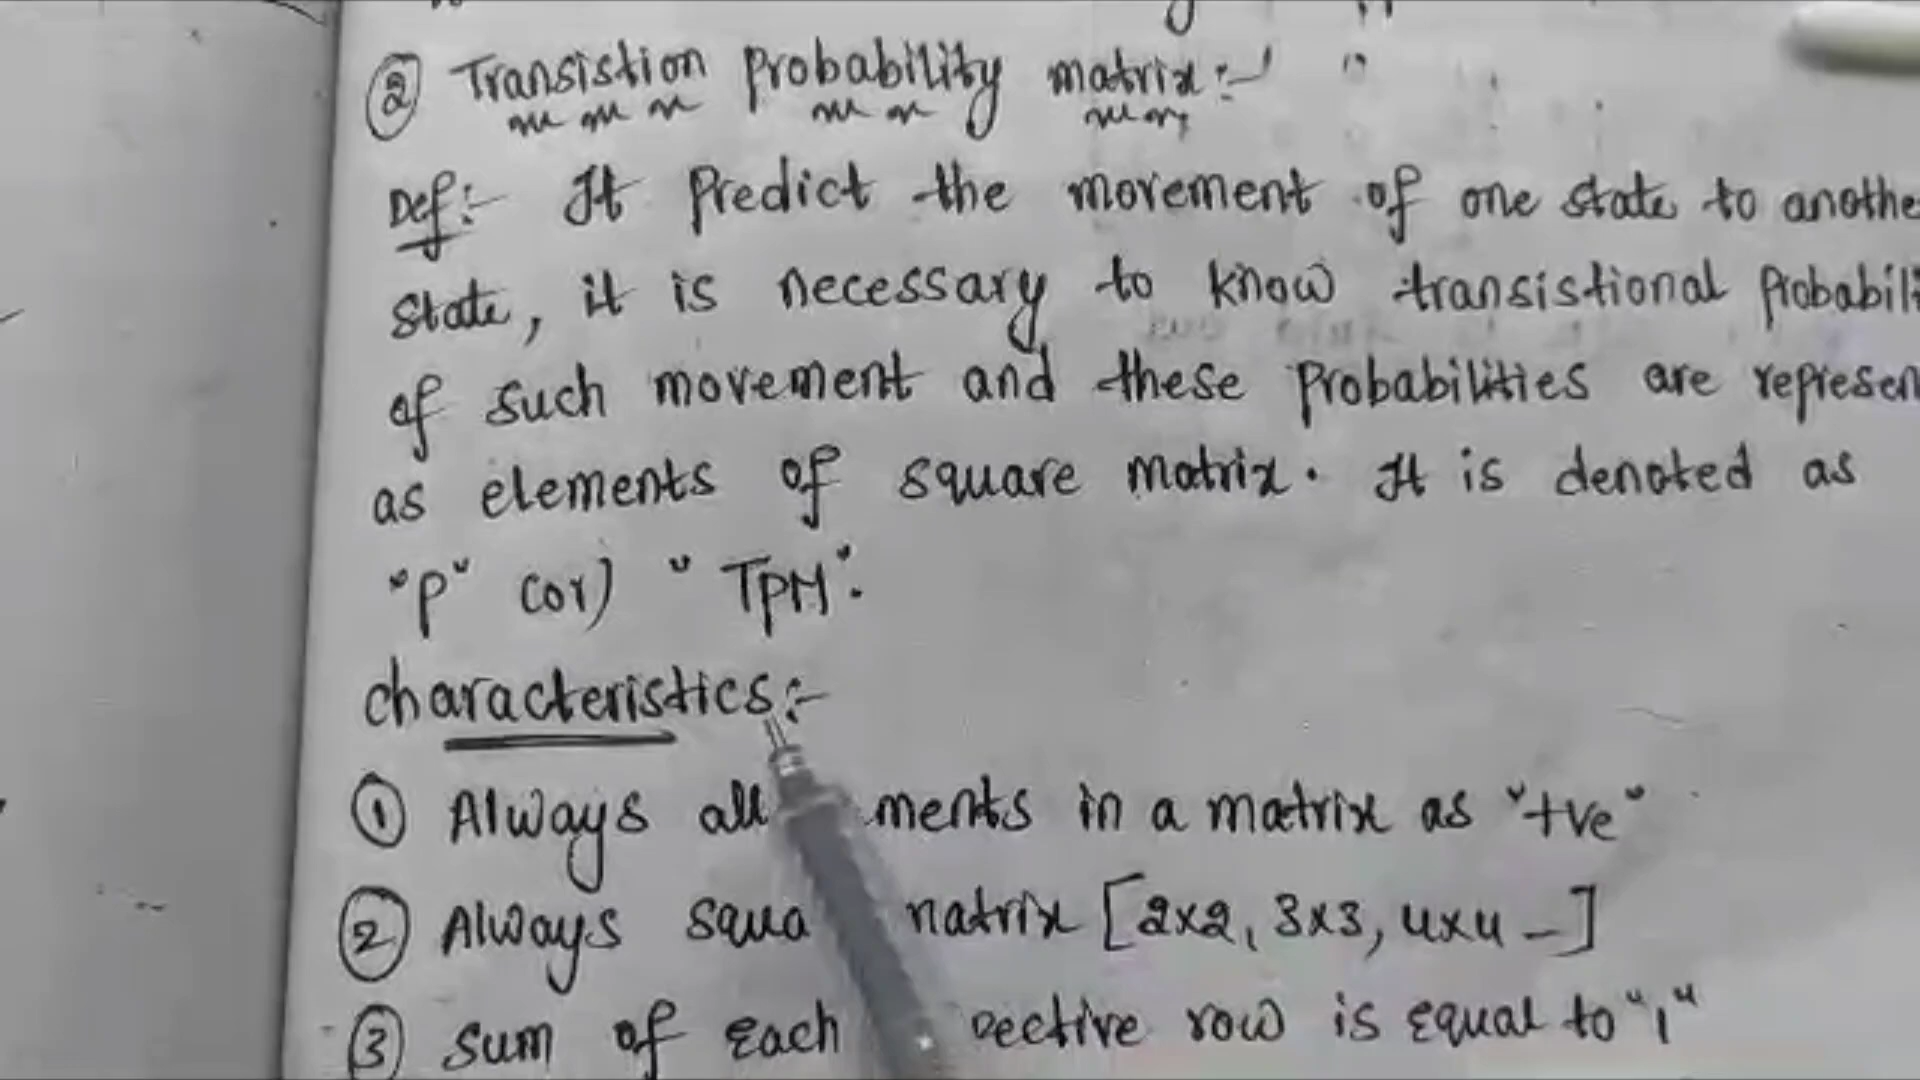 ② Transistion probability matrix:-
Def:- It predict the movement of one state to anothe
state, it is necessary to know transistional probabili
of such movement and these probabilities are represen
as elements of square matrix. It is denoted as
"P" (or) "TPM".
characteristics:-
① Always all ments in a matrix as "+ve"
② Always squa matrix [2x2, 3x3, 4x4 -]
③ sum of each pective row is equal to "1"